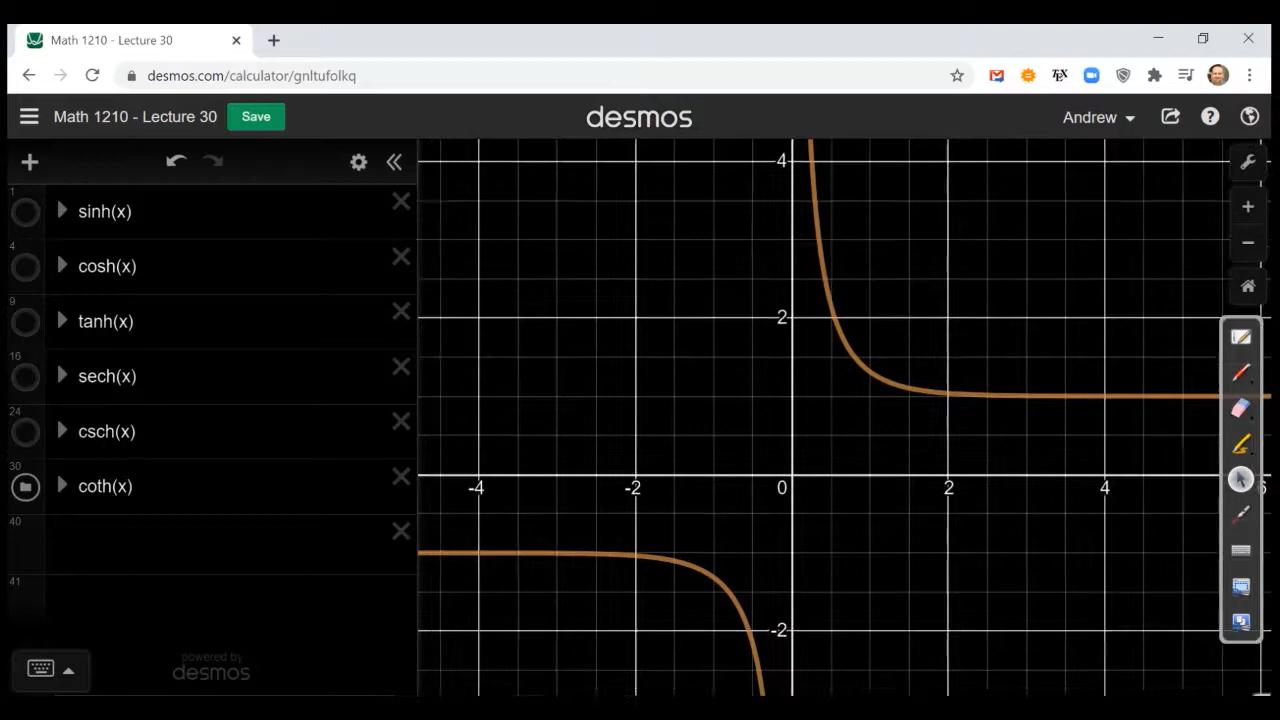 Math 1210 - Lecture 30
desmos.com/calculator/gnltufolkq
TEX
Math 1210 - Lecture 30
Save
desmos
Andrew
?
1
sinh(x)
4
cosh(x)
9
tanh(x)
16
sech(x)
24
csch(x)
30
coth(x)
40
41
powered by
desmos
4
2
-4
-2
0
2
4
6
-2